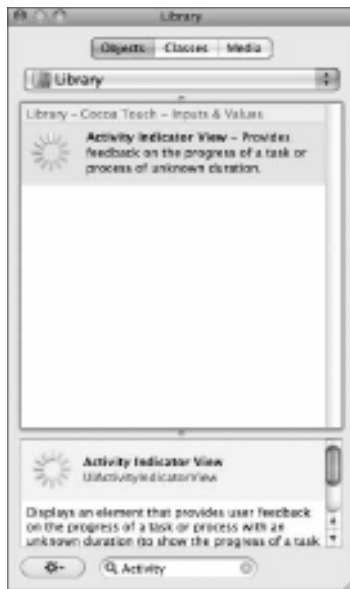 Library
Objects Classes Media
Library
Library – Cocoa Touch – Inputs & Values
Activity Indicator View – Provides
feedback on the progress of a task or
process of unknown duration.
Activity Indicator View
UIActivityIndicatorView
Displays an element that provides user feedback
on the progress of a task or process with an
unknown duration (to show the progress of a task
Activity